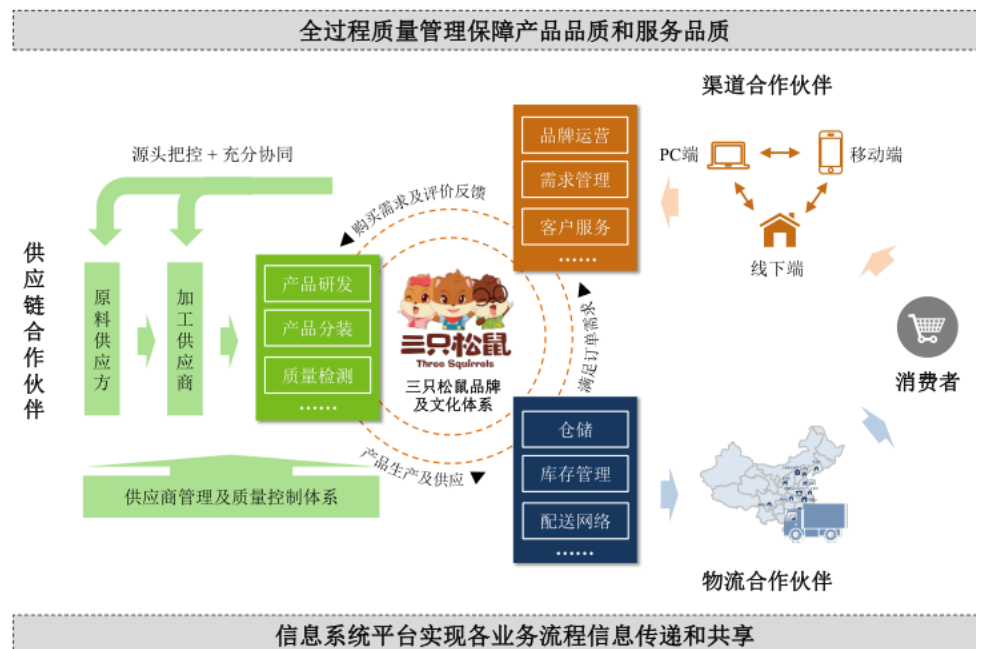 全过程质量管理保障产品品质和服务品质
渠道合作伙伴
PC端
移动端
线下端
品牌运营
需求管理
客户服务
······
源头把控 + 充分协同
购买需求及评价反馈
供应链合作伙伴
原料供应方
加工供应商
产品研发
产品分装
质量检测
······
三只松鼠
Three Squirrels
三只松鼠品牌
及文化体系
满足订单需求
消费者
仓储
库存管理
配送网络
······
产品生产及供应
供应商管理及质量控制体系
物流合作伙伴
信息系统平台实现各业务流程信息传递和共享